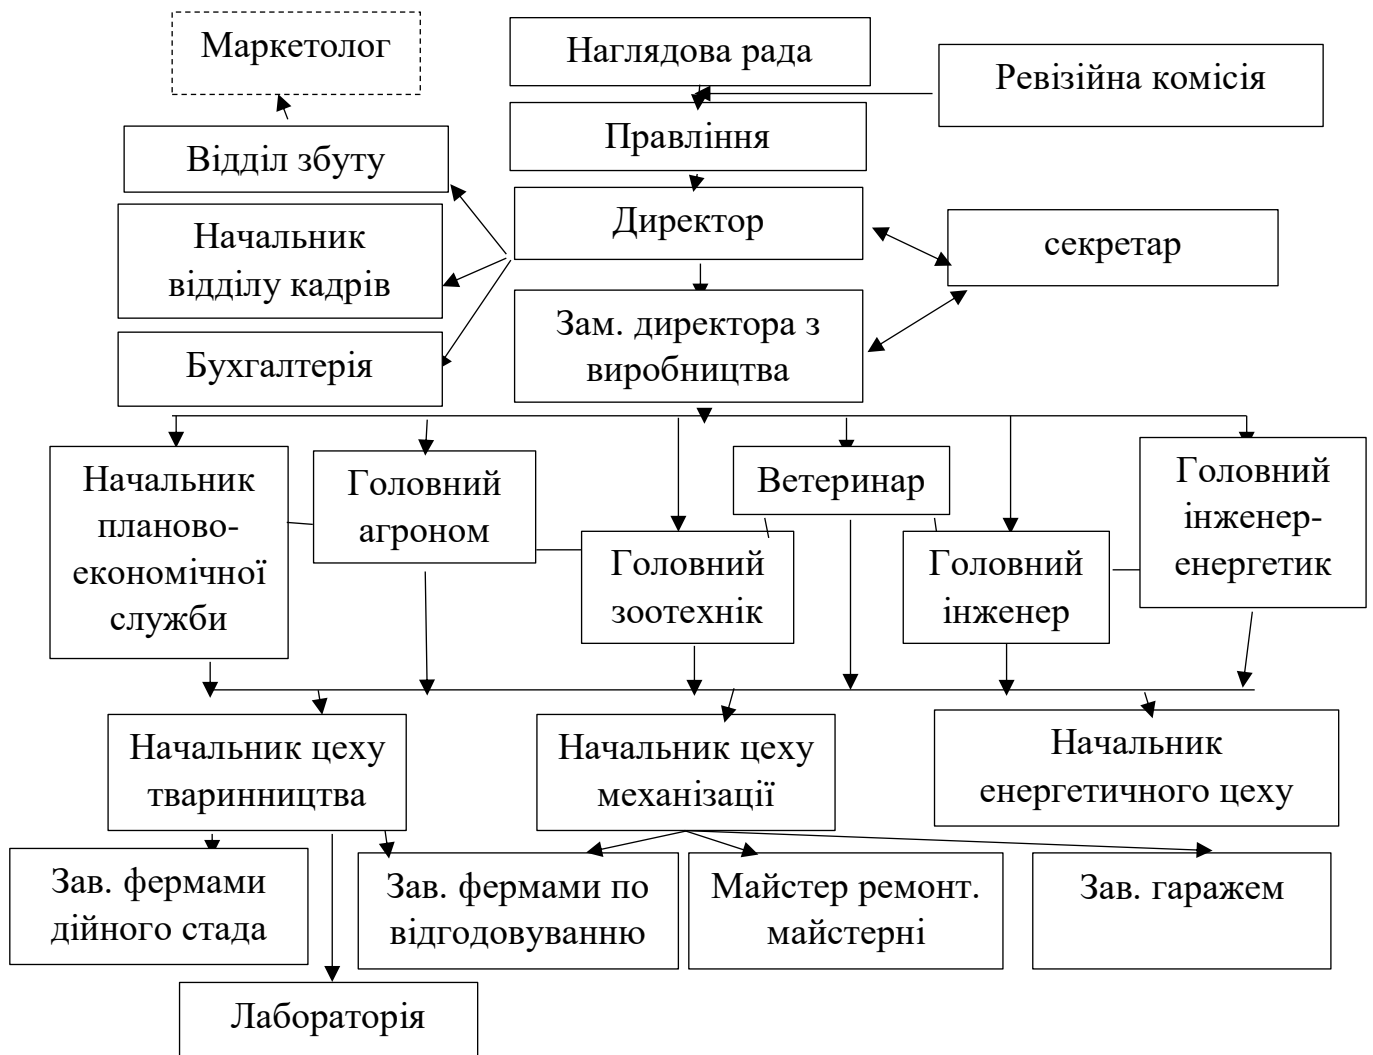 Маркетолог
Наглядова рада
Ревізійна комісія
Правління
Відділ збуту
Директор
Начальник
відділу кадрів
секретар
Зам. директора з
виробництва
Бухгалтерія
Начальник
планово-
економічної
служби
Головний
агроном
Головний
зоотехнік
Ветеринар
Головний
інженер
Головний
інженер-
енергетик
Начальник цеху
тваринництва
Начальник цеху
механізації
Начальник
енергетичного цеху
Зав. фермами
дійного стада
Зав. фермами по
відгодовуванню
Майстер ремонт.
майстерні
Зав. гаражем
Лабораторія